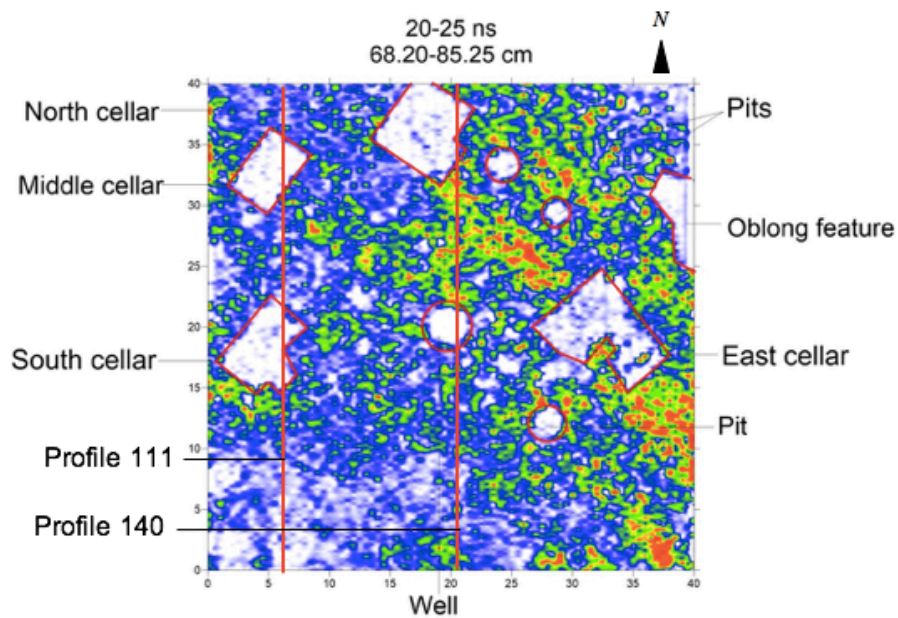 20-25 ns
68.20-85.25 cm
N
North cellar
Middle cellar
South cellar
Profile 111
Profile 140
Pits
Oblong feature
East cellar
Pit
40
35
30
25
20
15
10
5
0
0 5 10 15 20 25 30 35 40
Well